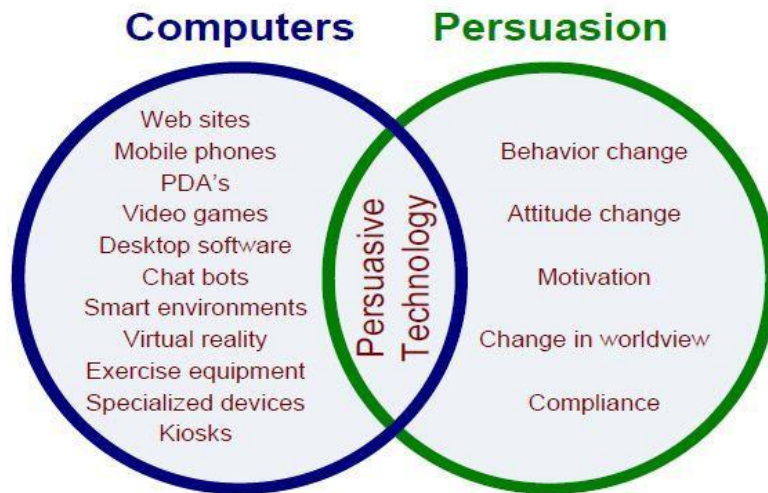 Computers
Persuasion
Web sites
Mobile phones
PDA's
Video games
Desktop software
Chat bots
Smart environments
Virtual reality
Exercise equipment
Specialized devices
Kiosks
Persuasive
Technology
Behavior change
Attitude change
Motivation
Change in worldview
Compliance